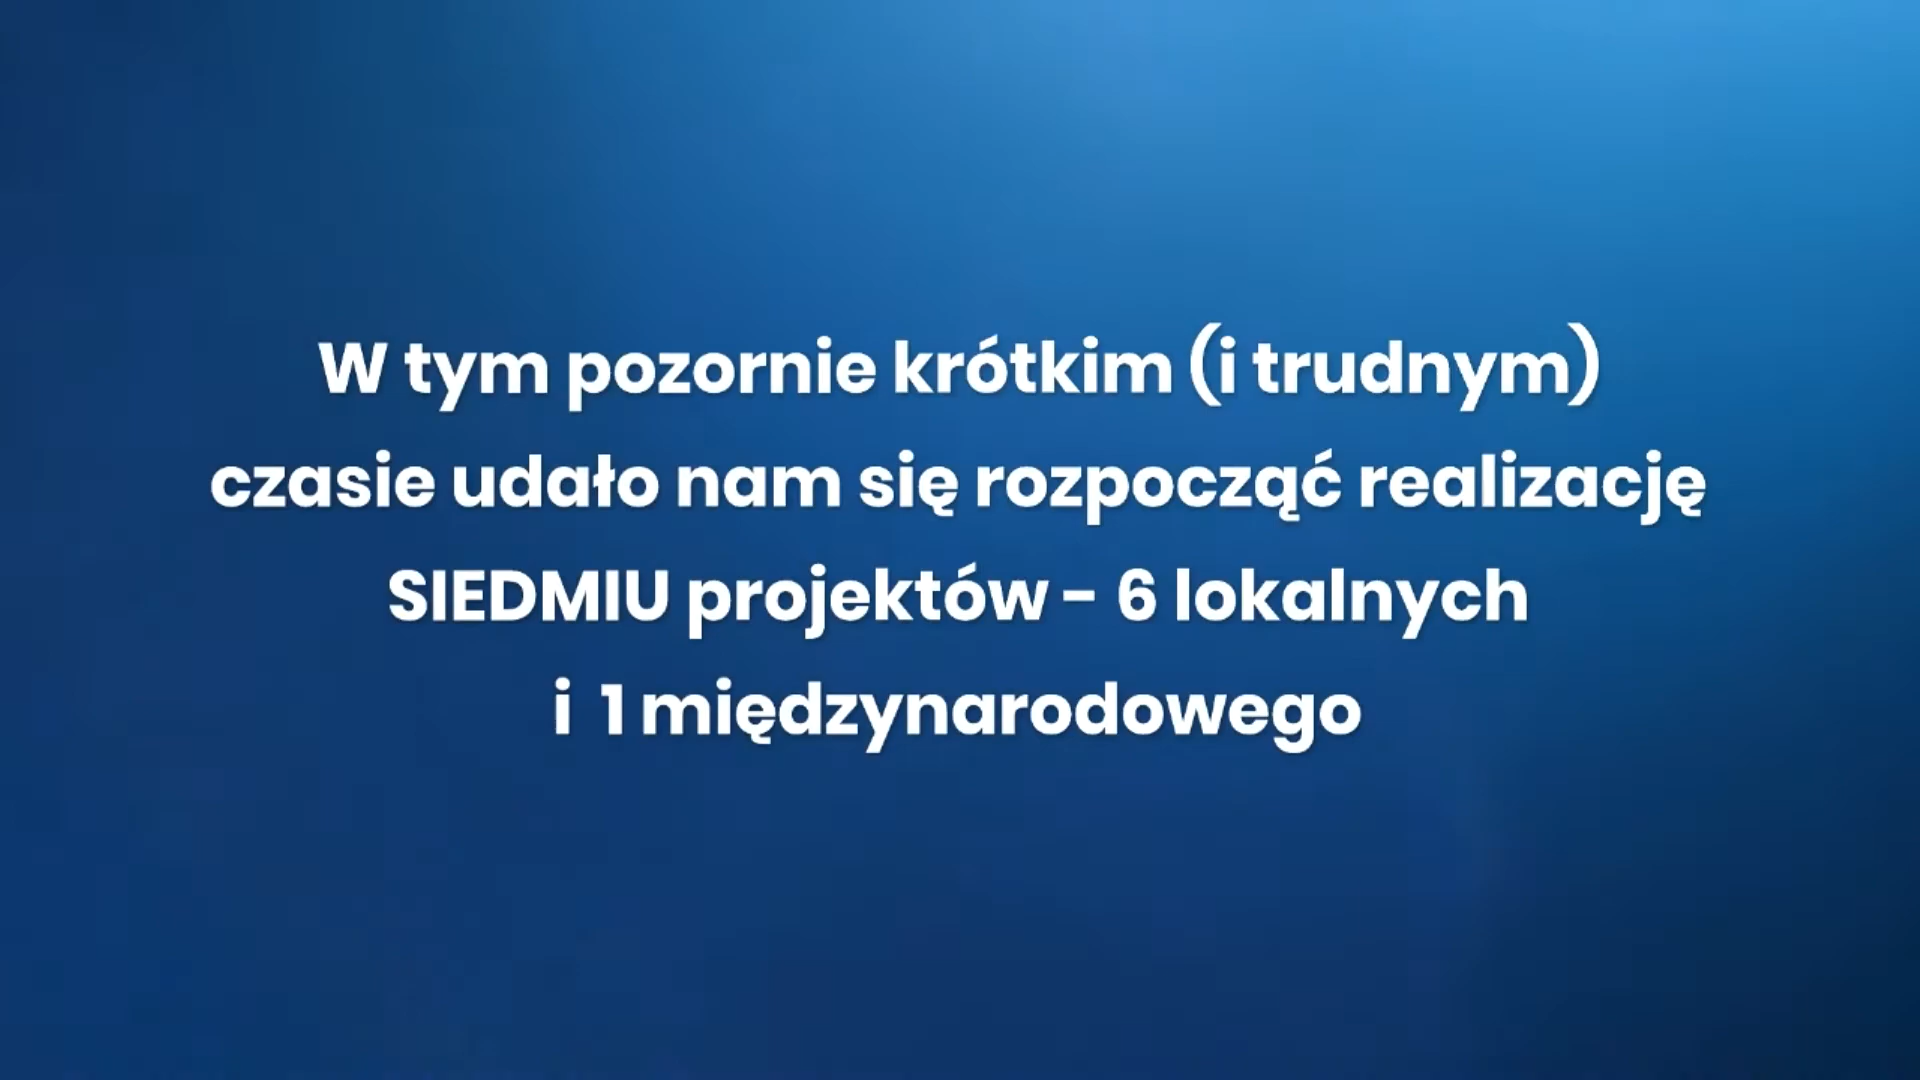 W tym pozornie krótkim (i trudnym)
czasie udało nam się rozpocząć realizację
SIEDMIU projektów - 6 lokalnych
i 1 międzynarodowego